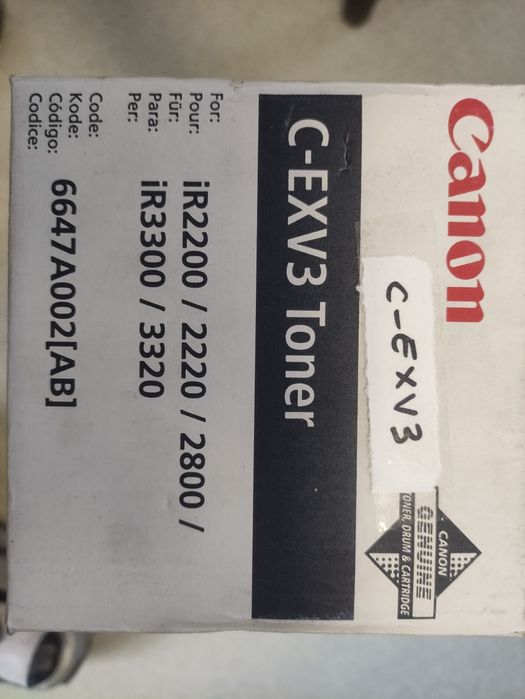 Canon
C-EXV3
CANON
GENUINE
TONER, DRUM & CARTRIDGE
C-EXV3 Toner
For:
Pour:
Für:
Para:
Per:
iR2200 / 2220 / 2800 /
iR3300 / 3320
Code:
Kode:
Código:
Codice:
6647A002[AB]